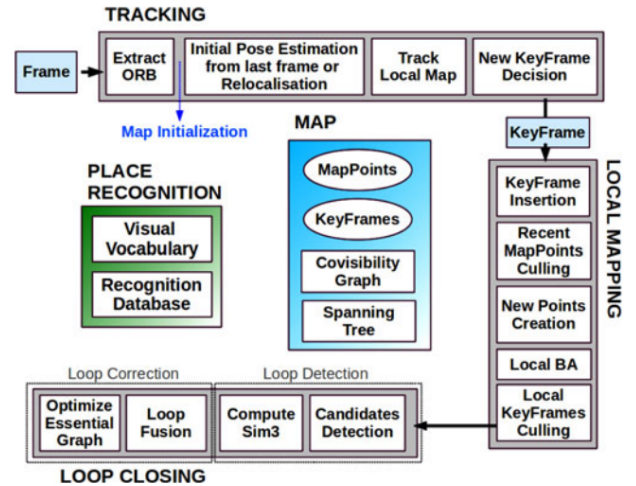 TRACKING
Frame
Extract
ORB
Initial Pose Estimation
from last frame or
Relocalisation
Track
Local Map
New KeyFrame
Decision
Map Initialization
KeyFrame
MAP
MapPoints
KeyFrames
Covisibility
Graph
Spanning
Tree
PLACE
RECOGNITION
Visual
Vocabulary
Recognition
Database
LOCAL MAPPING
KeyFrame
Insertion
Recent
MapPoints
Culling
New Points
Creation
Local BA
Local
KeyFrames
Culling
Loop Correction
Loop Detection
Optimize
Essential
Graph
Loop
Fusion
Compute
Sim3
Candidates
Detection
LOOP CLOSING